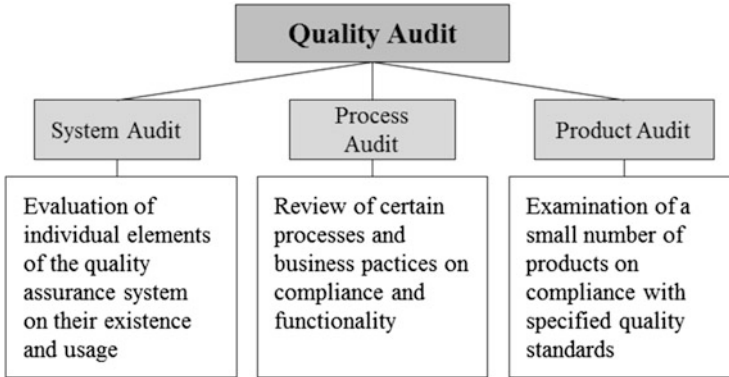 Quality Audit
System Audit
Process
Audit
Product Audit
Evaluation of
individual elements
of the quality
assurance system
on their existence
and usage
Review of certain
processes and
business pactices on
compliance and
functionality
Examination of a
small number of
products on
compliance with
specified quality
standards